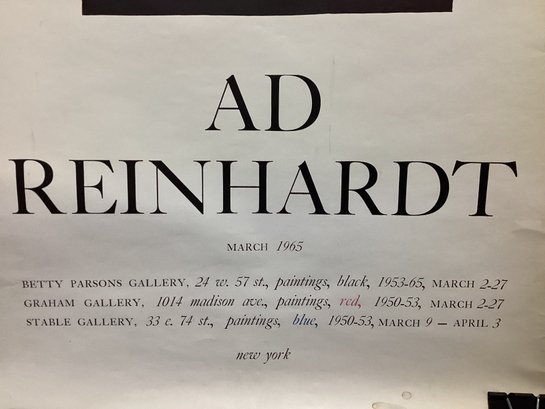 AD
REINHARDT
MARCH 1965
BETTY PARSONS GALLERY, 24 w. 57 st., paintings, black, 1953-65, MARCH 2-27
GRAHAM GALLERY, 1014 madison ave., paintings, red, 1950-53, MARCH 2-27
STABLE GALLERY, 33 e. 74 st., paintings, blue, 1950-53, MARCH 9 — APRIL 3
new york